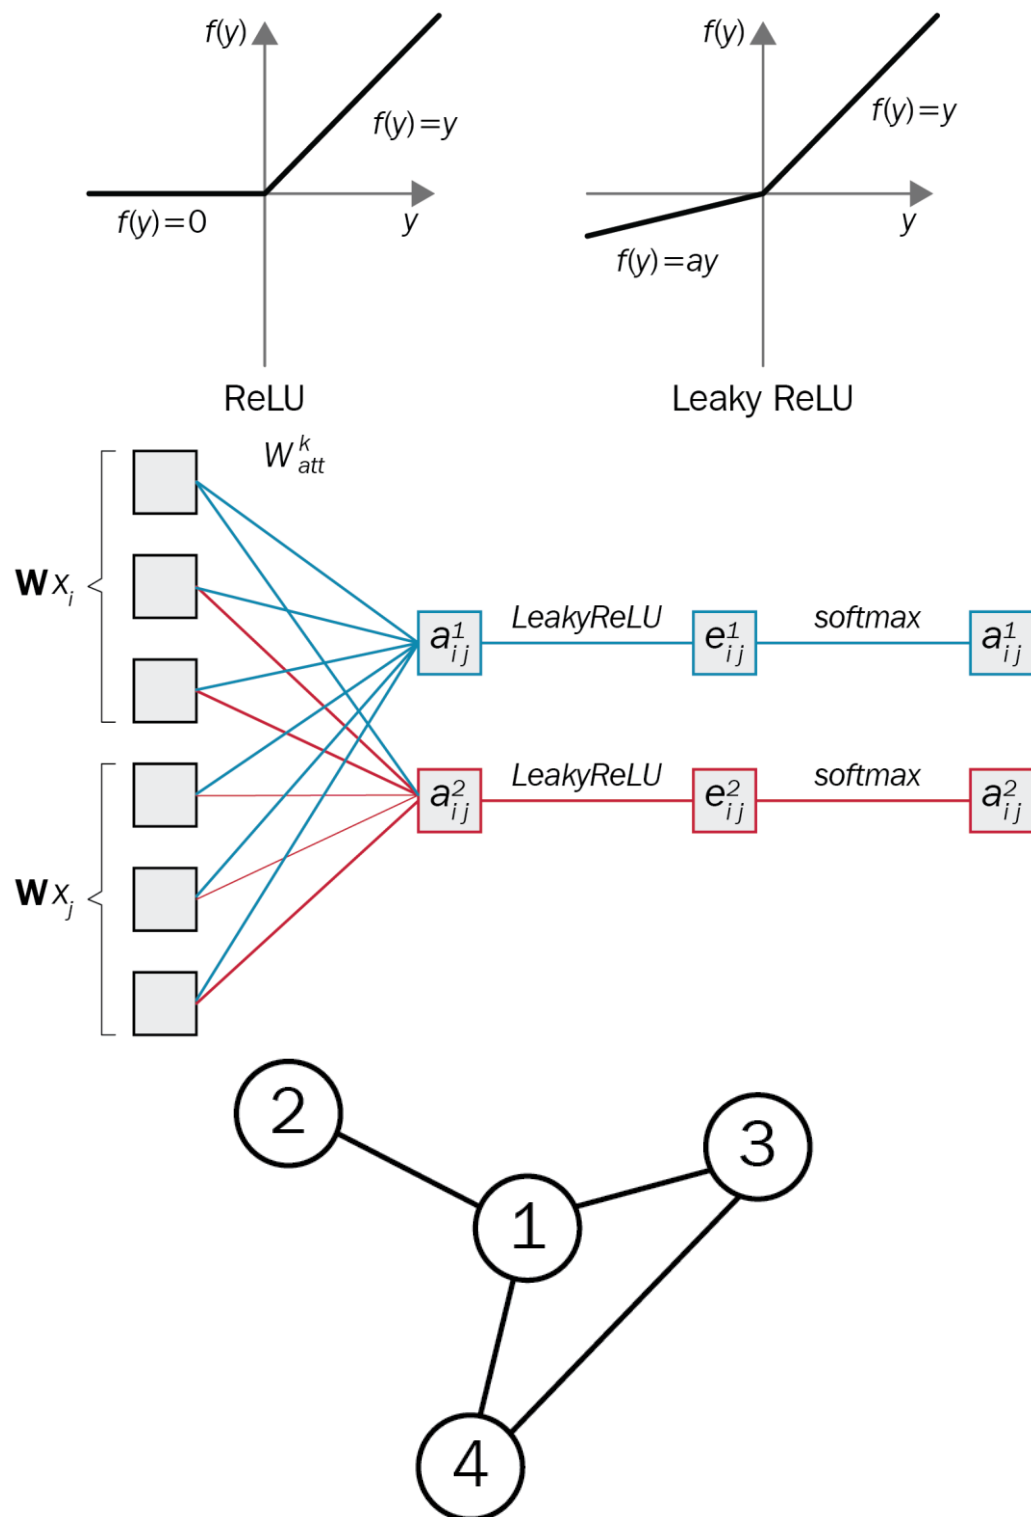 f(y)
f(y)=y
f(y)=0
y
ReLU
f(y)
f(y)=y
f(y)=ay
y
Leaky ReLU
W^k_att
Wx_i
Wx_j
a^1_ij LeakyReLU e^1_ij softmax a^1_ij
a^2_ij LeakyReLU e^2_ij softmax a^2_ij
2
3
1
4